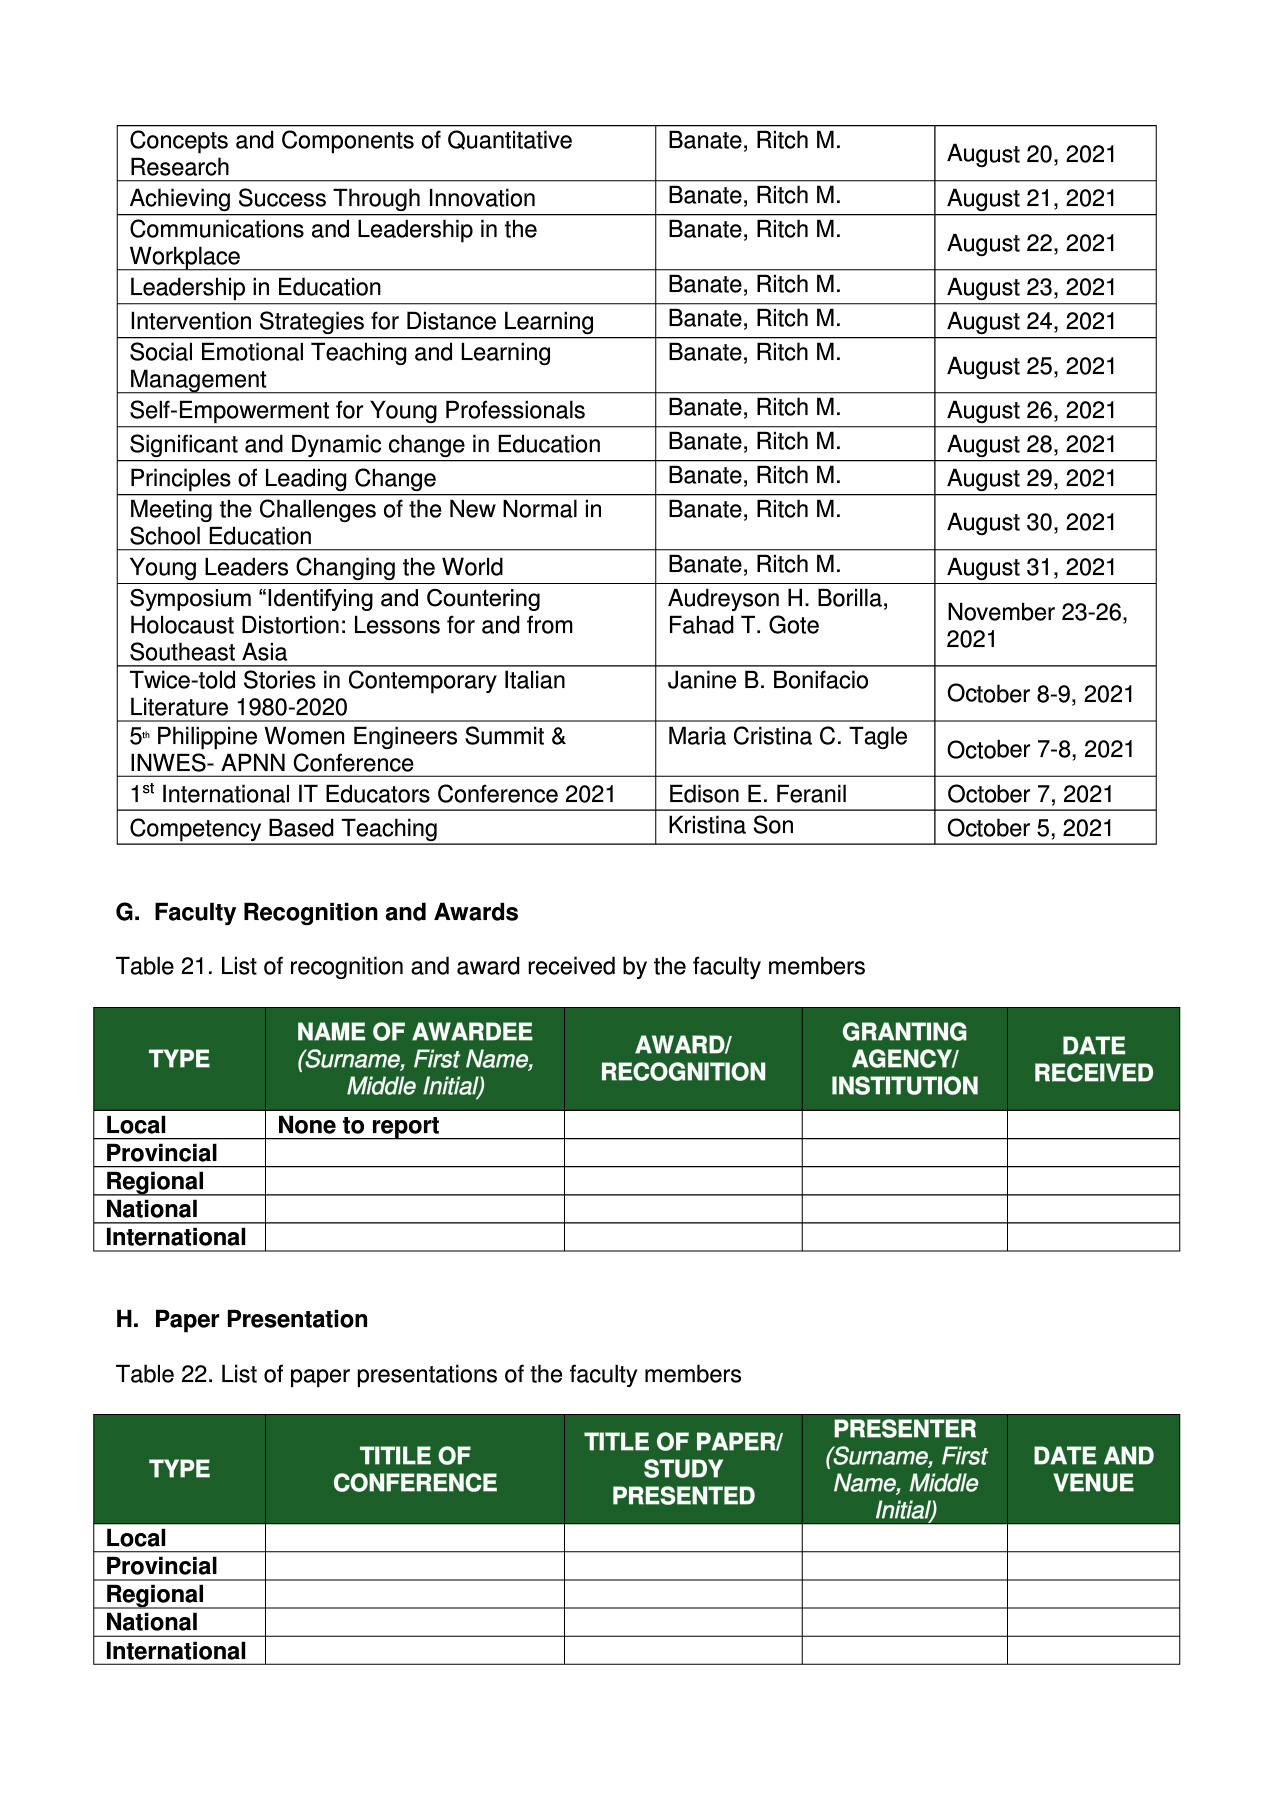 Concepts and Components of Quantitative
Research
Banate, Ritch M.
August 20, 2021
Achieving Success Through Innovation
Banate, Ritch M.
August 21, 2021
Communications and Leadership in the
Workplace
Banate, Ritch M.
August 22, 2021
Leadership in Education
Banate, Ritch M.
August 23, 2021
Intervention Strategies for Distance Learning
Banate, Ritch M.
August 24, 2021
Social Emotional Teaching and Learning
Management
Banate, Ritch M.
August 25, 2021
Self-Empowerment for Young Professionals
Banate, Ritch M.
August 26, 2021
Significant and Dynamic change in Education
Banate, Ritch M.
August 28, 2021
Principles of Leading Change
Banate, Ritch M.
August 29, 2021
Meeting the Challenges of the New Normal in
School Education
Banate, Ritch M.
August 30, 2021
Young Leaders Changing the World
Banate, Ritch M.
August 31, 2021
Symposium “Identifying and Countering
Holocaust Distortion: Lessons for and from
Southeast Asia
Audreyson H. Borilla,
Fahad T. Gote
November 23-26,
2021
Twice-told Stories in Contemporary Italian
Literature 1980-2020
Janine B. Bonifacio
October 8-9, 2021
5th Philippine Women Engineers Summit &
INWES- APNN Conference
Maria Cristina C. Tagle
October 7-8, 2021
1st International IT Educators Conference 2021
Edison E. Feranil
October 7, 2021
Competency Based Teaching
Kristina Son
October 5, 2021
G. Faculty Recognition and Awards
Table 21. List of recognition and award received by the faculty members
TYPE
NAME OF AWARDEE
(Surname, First Name,
Middle Initial)
AWARD/
RECOGNITION
GRANTING
AGENCY/
INSTITUTION
DATE
RECEIVED
Local
None to report
Provincial
Regional
National
International
H. Paper Presentation
Table 22. List of paper presentations of the faculty members
TYPE
TITILE OF
CONFERENCE
TITLE OF PAPER/
STUDY
PRESENTED
PRESENTER
(Surname, First
Name, Middle
Initial)
DATE AND
VENUE
Local
Provincial
Regional
National
International